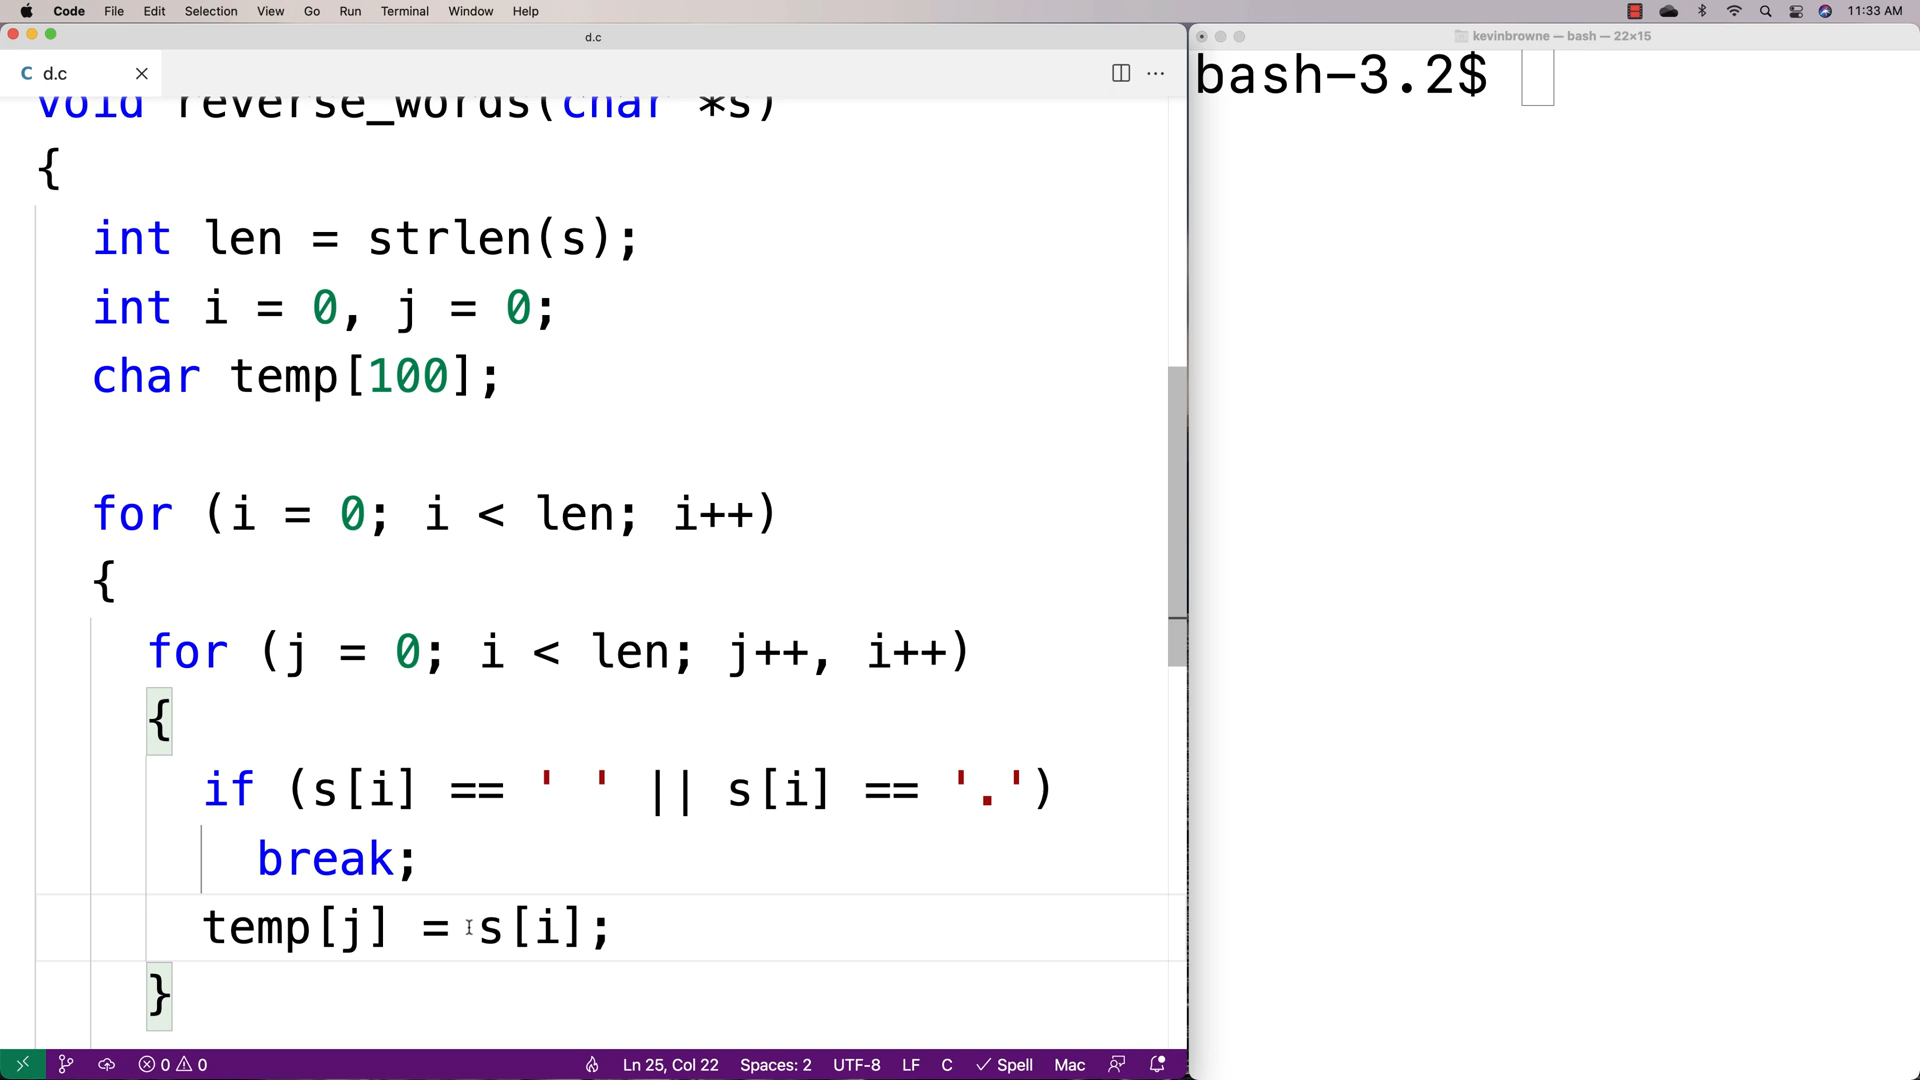 Code File Edit Selection View Go Run Terminal Window Help 11:33 AM
d.c
kevinbrowne — bash — 22×15
C d.c
bash-3.2$
void reverse_words(char *s)
{
int len = strlen(s);
int i = 0, j = 0;
char temp[100];
for (i = 0; i < len; i++)
{
for (j = 0; i < len; j++, i++)
{
if (s[i] == ' ' || s[i] == '.')
break;
temp[j] = s[i];
}
0 0 Ln 25, Col 22 Spaces: 2 UTF-8 LF C Spell Mac